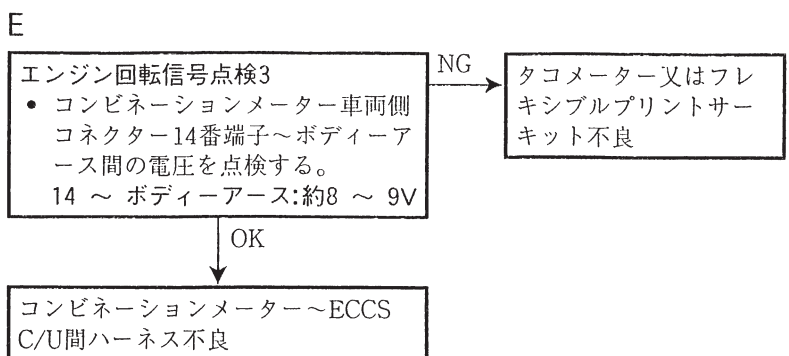 E
エンジン回転信号点検3
• コンビネーションメーター車両側
コネクター14番端子～ボディーア
ース間の電圧を点検する。
14 ～ ボディーアース:約8 ～ 9V
NG
タコメーター又はフレ
キシブルプリントサー
キット不良
OK
コンビネーションメーター～ECCS
C/U間ハーネス不良